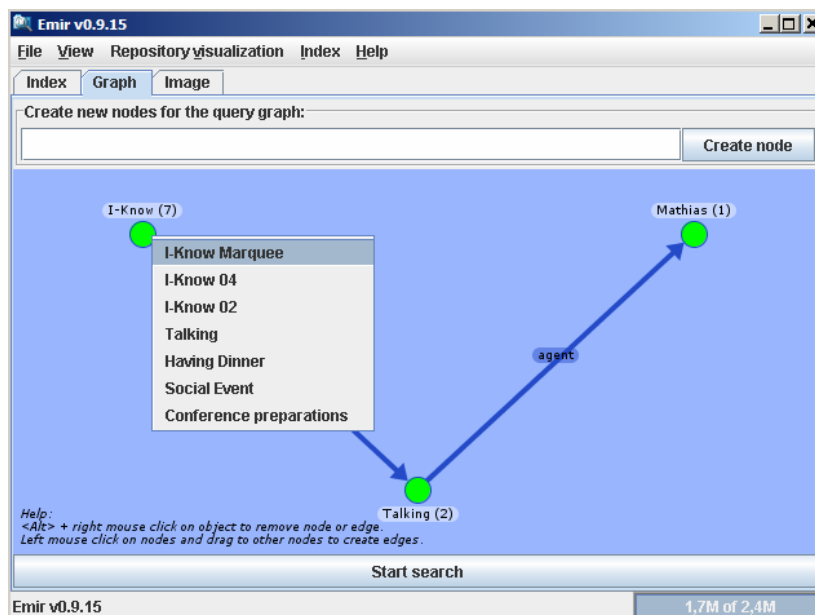 Emir v0.9.15
File View Repository visualization Index Help
Index Graph Image
Create new nodes for the query graph:
Create node
I-Know (7)
Mathias (1)
I-Know Marquee
I-Know 04
I-Know 02
Talking
Having Dinner
Social Event
Conference preparations
agent
Talking (2)
Help:
<Alt> + right mouse click on object to remove node or edge.
Left mouse click on nodes and drag to other nodes to create edges.
Start search
Emir v0.9.15
1,7M of 2,4M